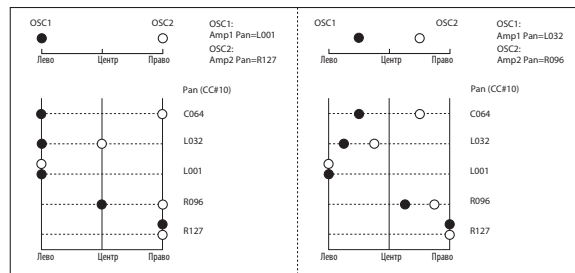 OSC1 OSC2 OSC1:
Amp1 Pan=L001
OSC2:
Amp2 Pan=R127
Лево Центр Право
Pan (CC#10)
C064
L032
L001
R096
R127
Лево Центр Право
OSC1 OSC2 OSC1:
Amp1 Pan=L032
OSC2:
Amp2 Pan=R096
Лево Центр Право
Pan (CC#10)
C064
L032
L001
R096
R127
Лево Центр Право